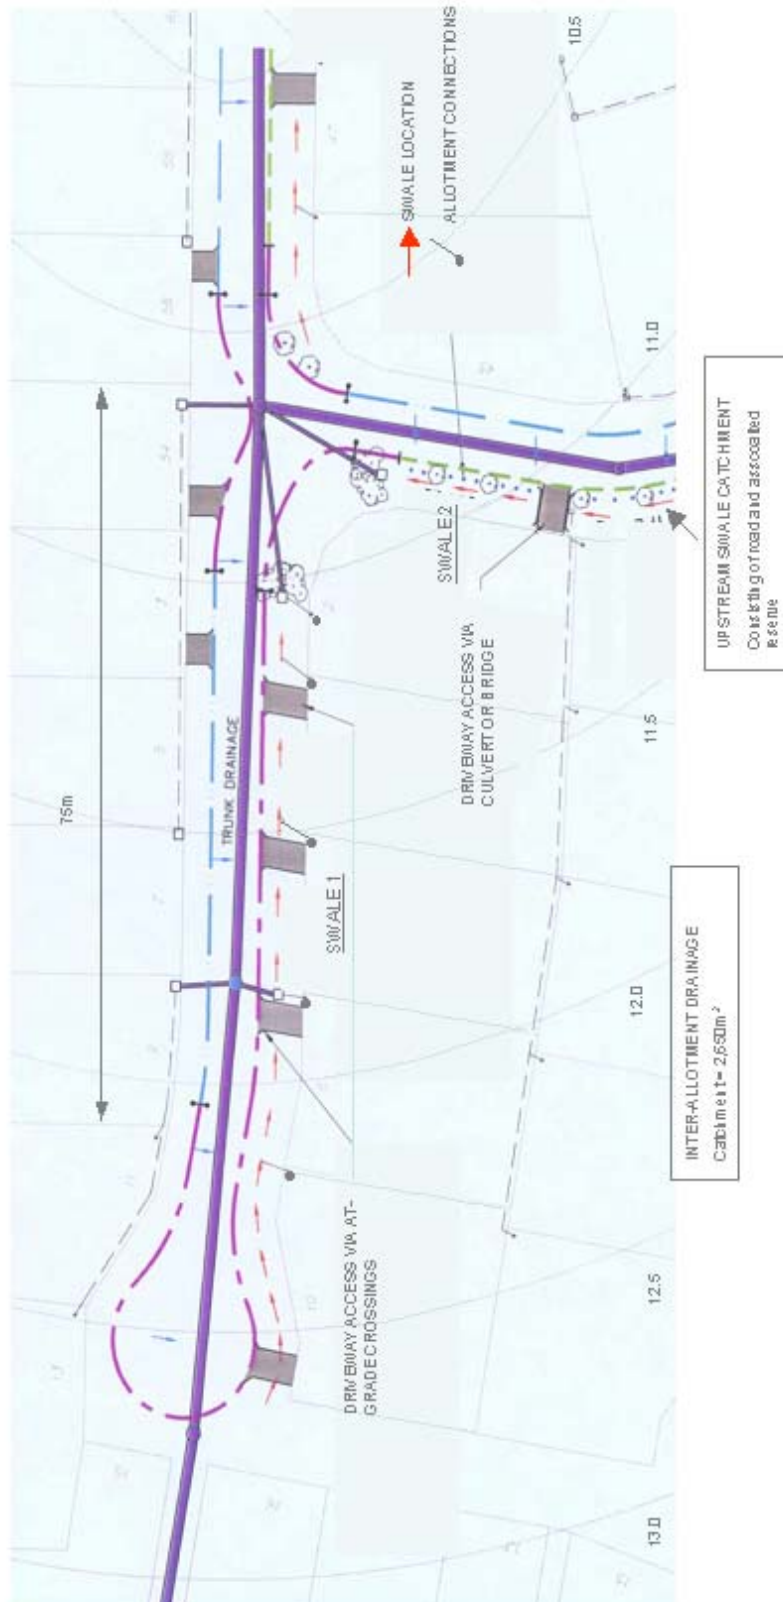 75m
TRUNK DRAINAGE
SWALE LOCATION
ALLOTMENT CONNECTIONS
SWALE 1
SWALE2
DRIVEWAY ACCESS VIA
CULVERT OR BRIDGE
DRIVEWAY ACCESS VIA AT-
GRADE CROSSINGS
10.5
11.0
11.5
12.0
12.5
13.0
UPSTREAM SWALE CATCHMENT
Consisting of road and associated
reserve
INTER-ALLOTMENT DRAINAGE
Catchment = 2,650m²